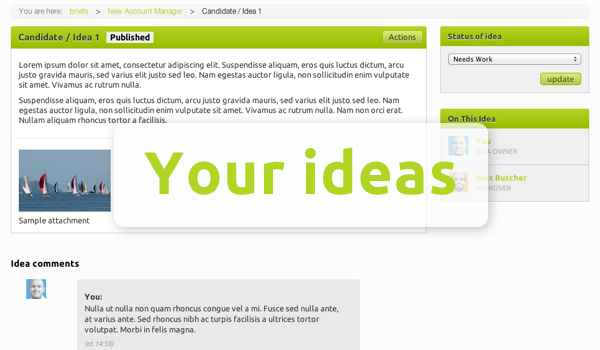 You are here: briefs > New Account Manager > Candidate / Idea 1
Candidate / Idea 1 Published Actions
Lorem ipsum dolor sit amet, consectetur adipiscing elit. Suspendisse aliquam, eros quis luctus dictum, arcu
justo gravida mauris, sed varius elit justo sed leo. Nam egestas auctor ligula, non sollicitudin enim vulputate
sit amet. Vivamus ac rutrum nulla.
Suspendisse aliquam, eros quis luctus dictum, arcu justo gravida mauris, sed varius elit justo sed leo. Nam
egestas auctor ligula, non sollicitudin enim vulputate sit amet. Vivamus ac rutrum nulla. Nam non orci erat.
Nullam aliquam rhoncus tortor a facilisis.
Sample attachment
Status of idea
Needs Work
update
On This Idea
You
IDEA OWNER
Alex Butcher
APPROVER
Your ideas
Idea comments
You:
Nulla ut nulla non quam rhoncus congue vel a mi. Fusce sed nulla ante,
at varius ante. Sed rhoncus nibh ac turpis facilisis a ultrices tortor
volutpat. Morbi in felis magna.
(at 14:59)